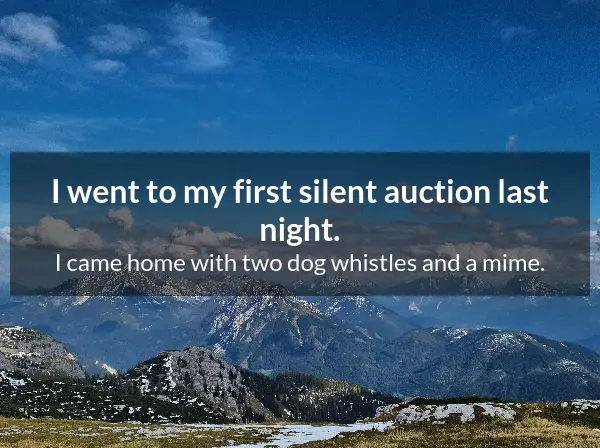 I went to my first silent auction last
night.
I came home with two dog whistles and a mime.